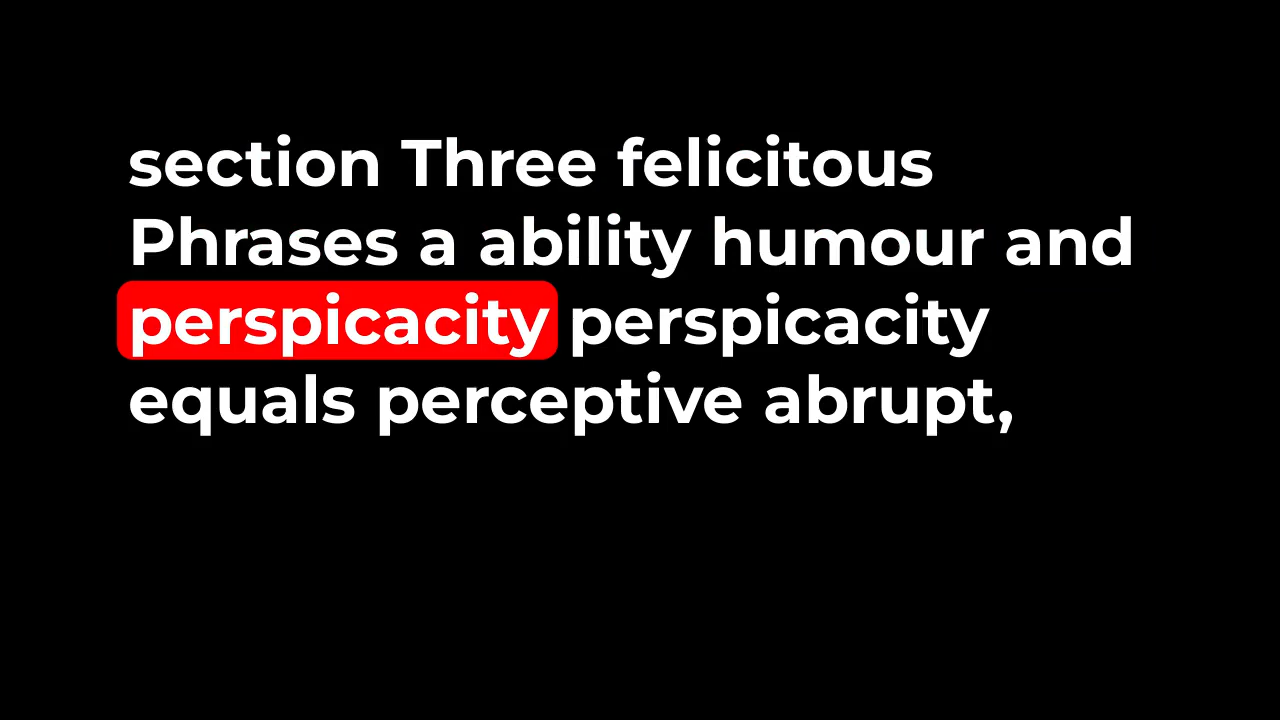 section Three felicitous
Phrases a ability humour and
perspicacity perspicacity
equals perceptive abrupt,